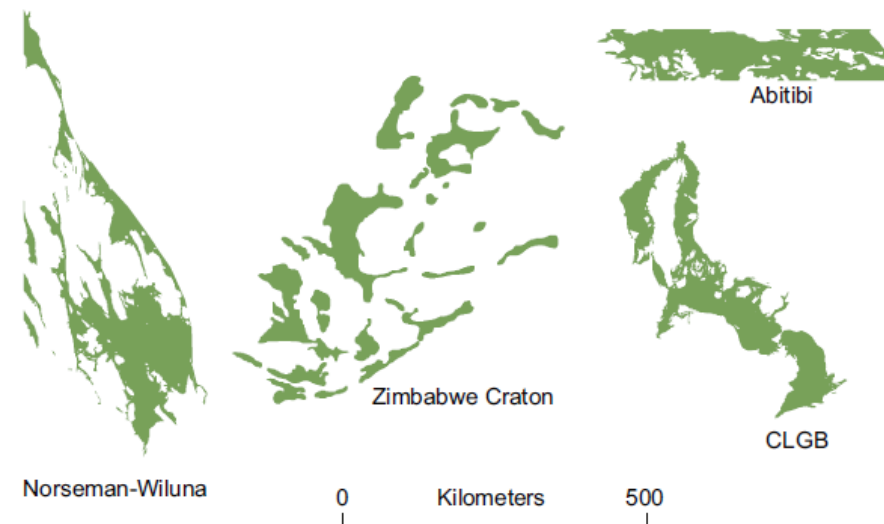 Abitibi
Zimbabwe Craton
CLGB
Norseman-Wiluna
0 Kilometers 500